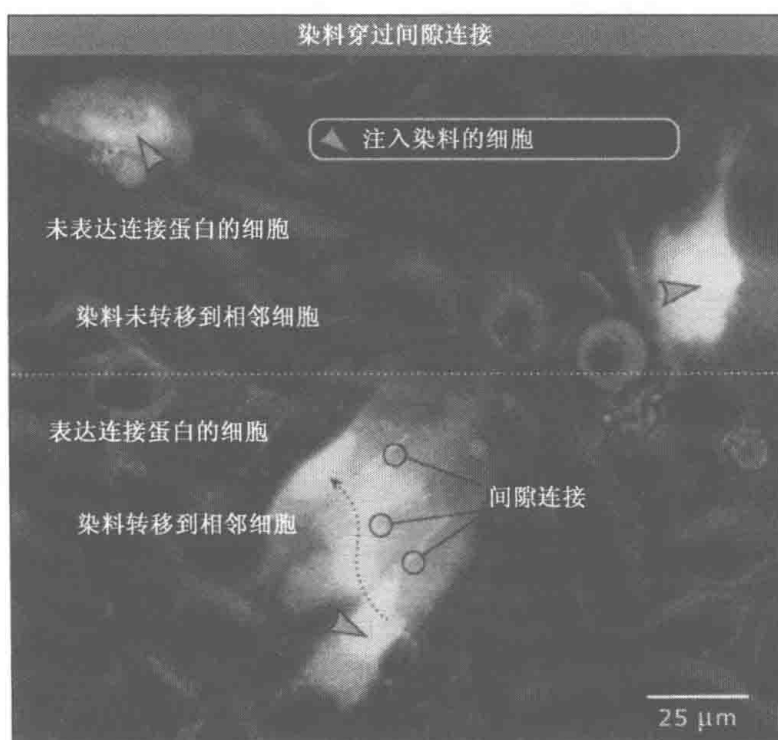 染料穿过间隙连接
注入染料的细胞
未表达连接蛋白的细胞
染料未转移到相邻细胞
表达连接蛋白的细胞
间隙连接
染料转移到相邻细胞
25 μm